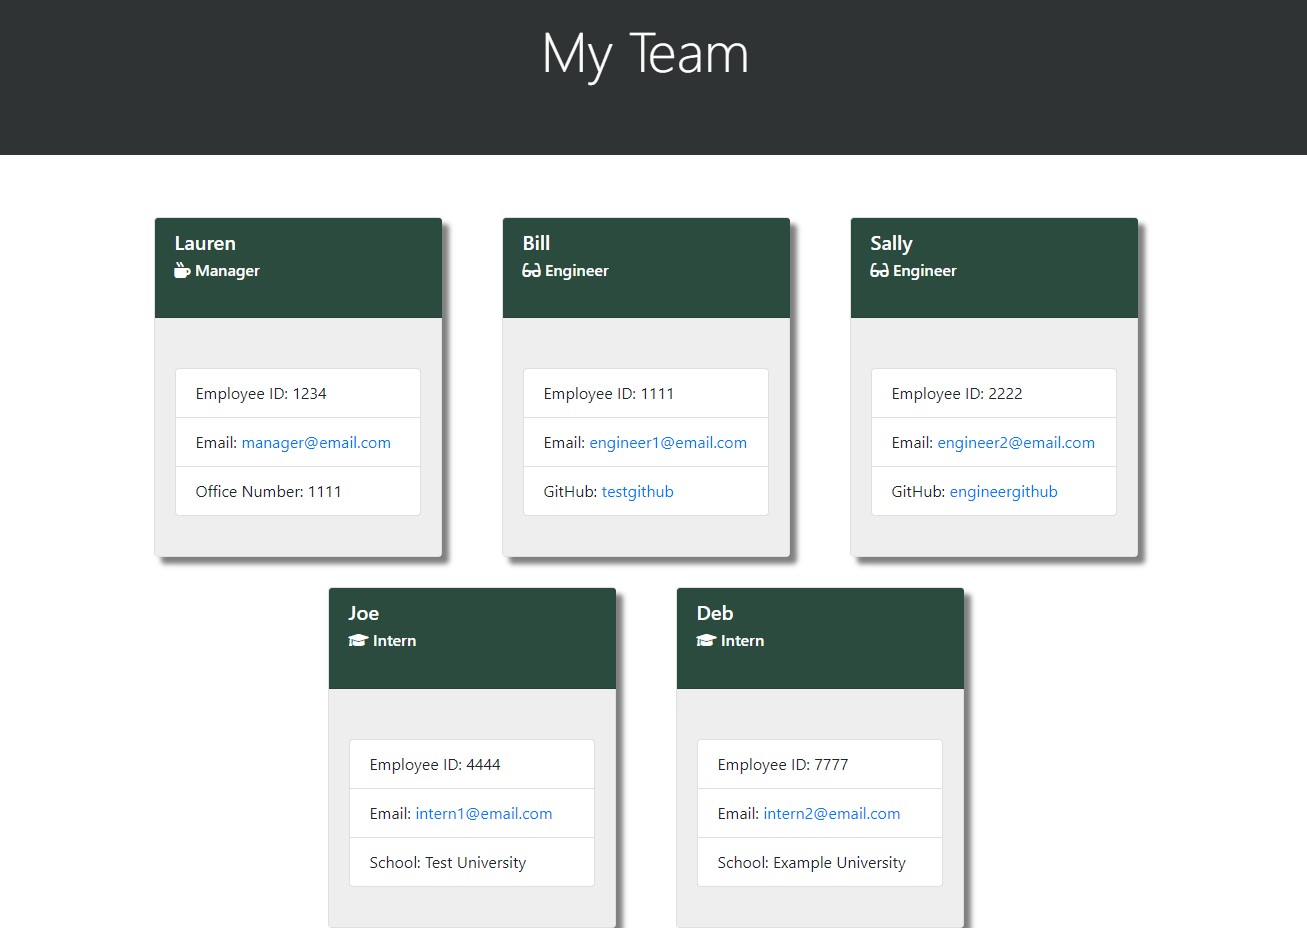 My Team
Lauren
Manager
Employee ID: 1234
Email: manager@email.com
Office Number: 1111
Bill
Engineer
Employee ID: 1111
Email: engineer1@email.com
GitHub: testgithub
Sally
Engineer
Employee ID: 2222
Email: engineer2@email.com
GitHub: engineergithub
Joe
Intern
Employee ID: 4444
Email: intern1@email.com
School: Test University
Deb
Intern
Employee ID: 7777
Email: intern2@email.com
School: Example University